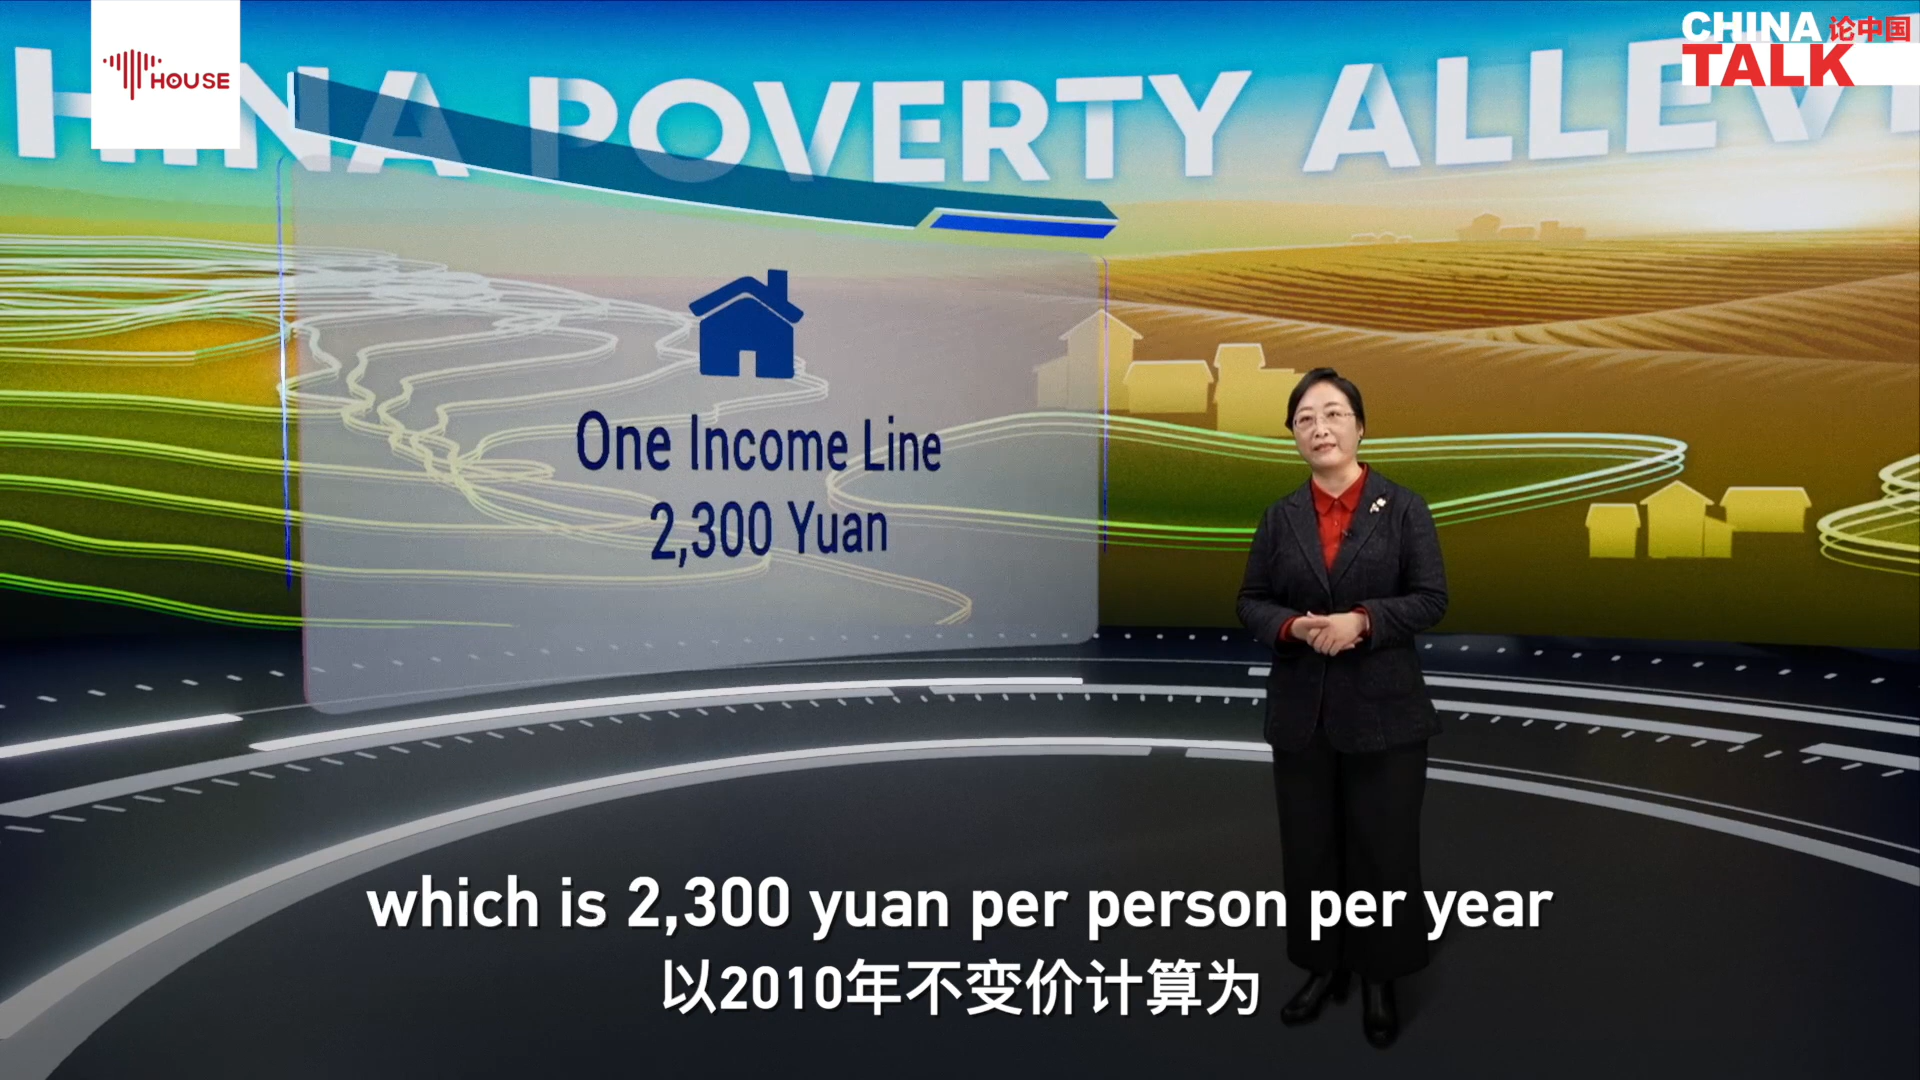 HOUSE
CHINA 论中国
TALK
HINA POVERTY ALLEV
One Income Line
2,300 Yuan
which is 2,300 yuan per person per year
以2010年不变价计算为